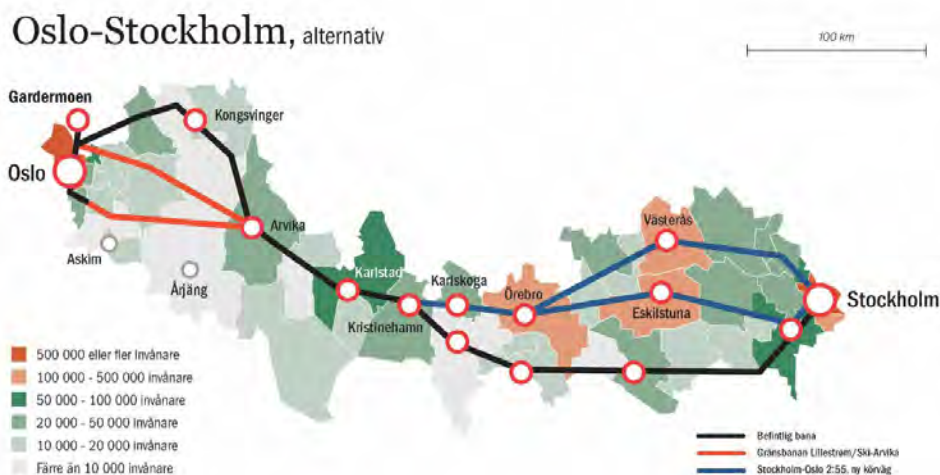 Oslo-Stockholm, alternativ
100 km
Gardermoen
Kongsvinger
Oslo
Arvika
Askim
Årjäng
Karlstad
Karlskoga
Kristinehamn
Örebro
Västerås
Eskilstuna
Stockholm
500 000 eller fler invånare
100 000 - 500 000 invånare
50 000 - 100 000 invånare
20 000 - 50 000 invånare
10 000 - 20 000 invånare
Färre än 10 000 invånare
Befintlig bana
Gränsbanan Lillestrøm/Ski-Arvika
Stockholm-Oslo 2:55, ny körväg